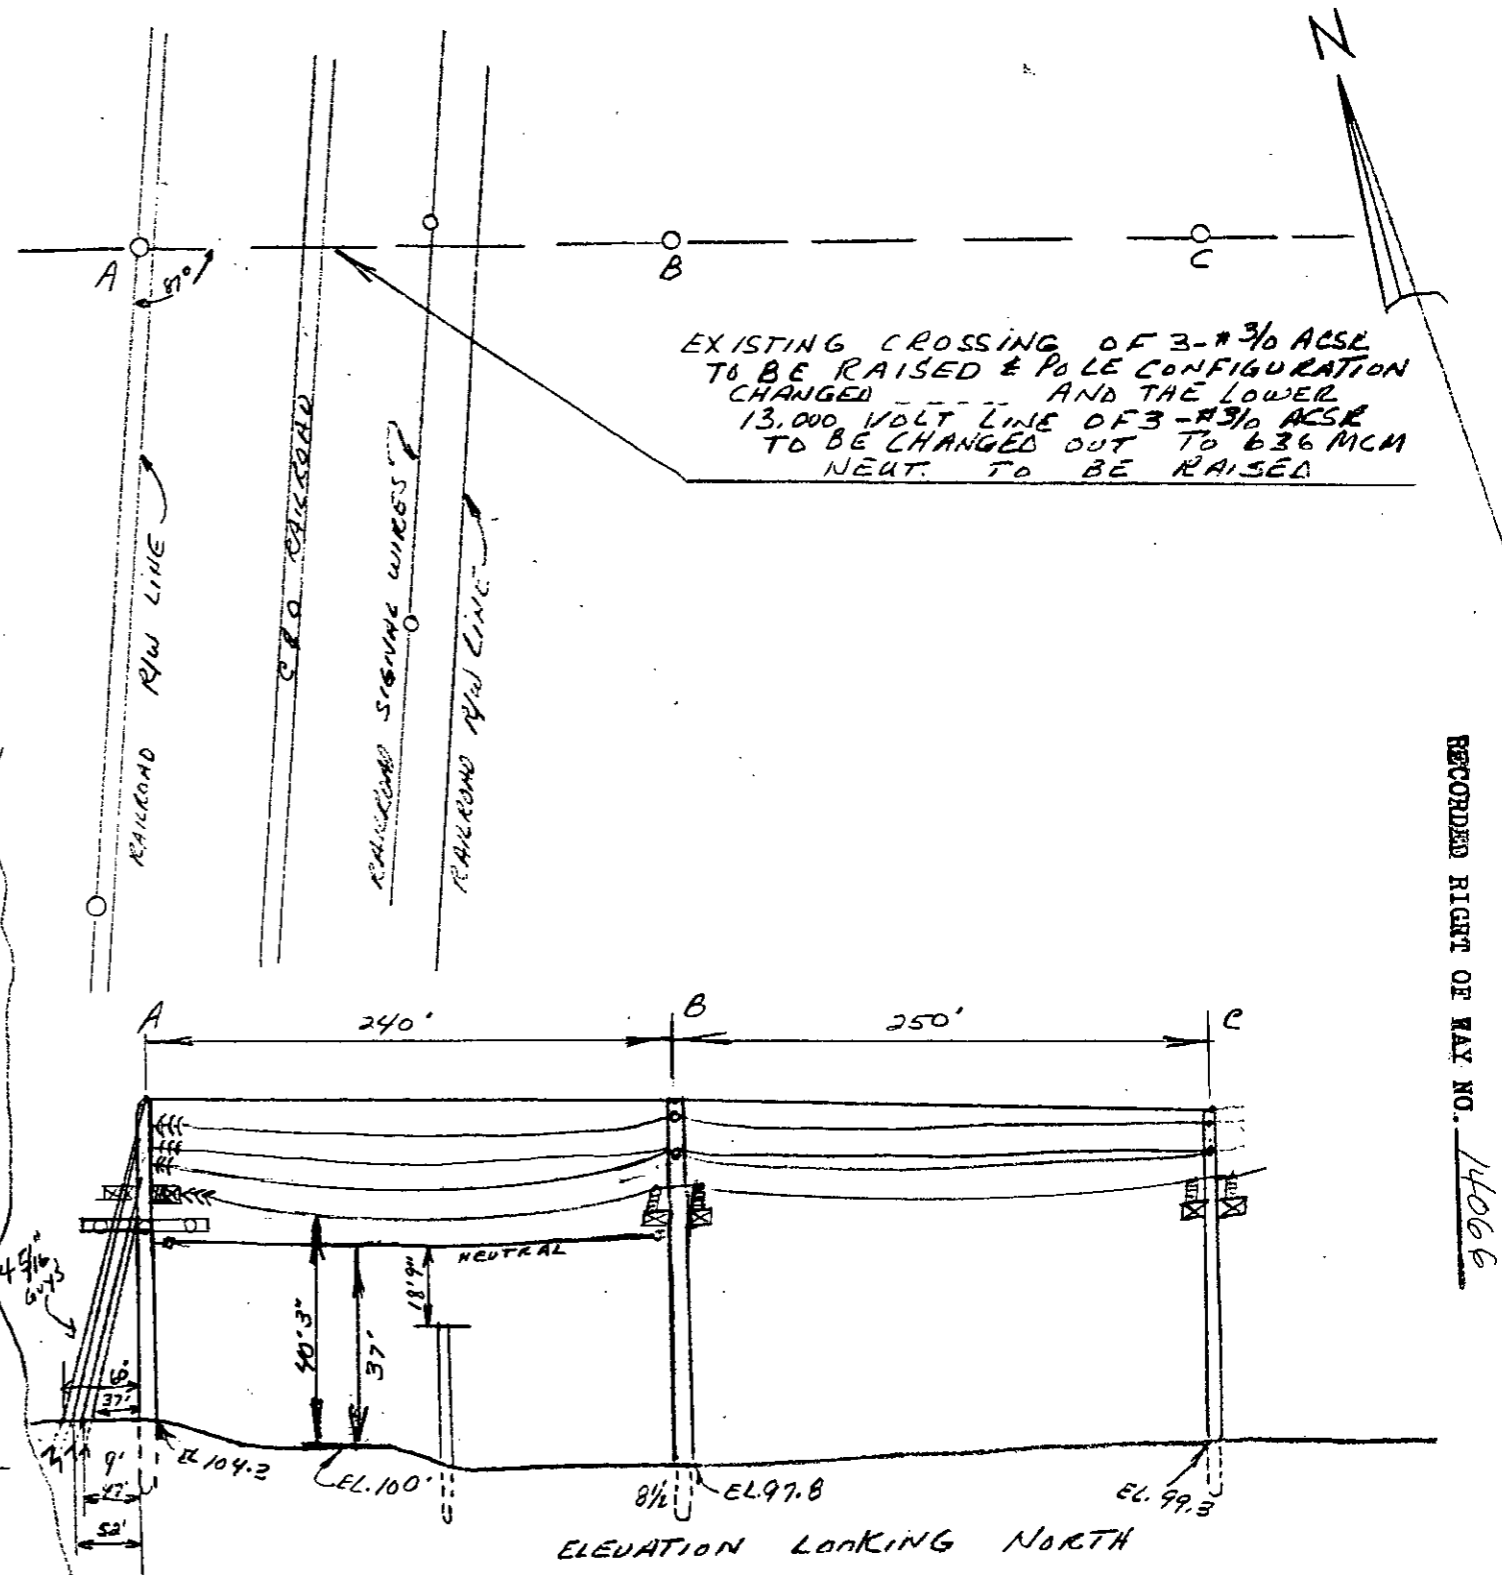 N
A
87°
B
C
EXISTING CROSSING OF 3-#3/0 ACSR
TO BE RAISED & POLE CONFIGURATION
CHANGED ----- AND THE LOWER
13,000 VOLT LINE OF 3-#3/0 ACSR
TO BE CHANGED OUT TO 636 MCM
NEUT. TO BE RAISED
RAILROAD R/W LINE
C & O RAILROAD
RAILROAD SIGNAL WIRES
RAILROAD R/W LINE
RECORDED RIGHT OF WAY NO. 14066
A
240'
B
250'
C
NEUTRAL
18'9"
40'3"
37'
4 5/16"
GUYS
37'
9'
47'
52'
EL 104.2
EL. 100'
8½
EL. 97.8
EL. 99.3
ELEVATION LOOKING NORTH